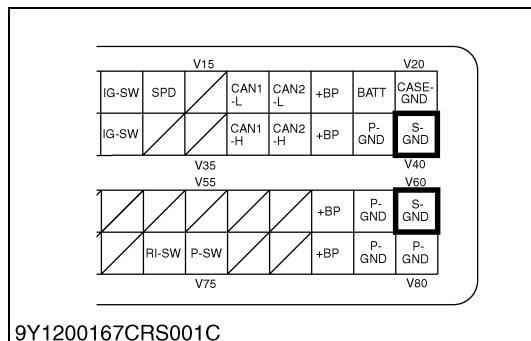 V15 V20
IG-SW SPD CAN1 -L CAN2 -L +BP BATT CASE- GND
IG-SW CAN1 -H CAN2 -H +BP P- GND S- GND
V35 V40
V55 V60
+BP P- GND S- GND
RI-SW P-SW +BP P- GND P- GND
V75 V80
9Y1200167CRS001C